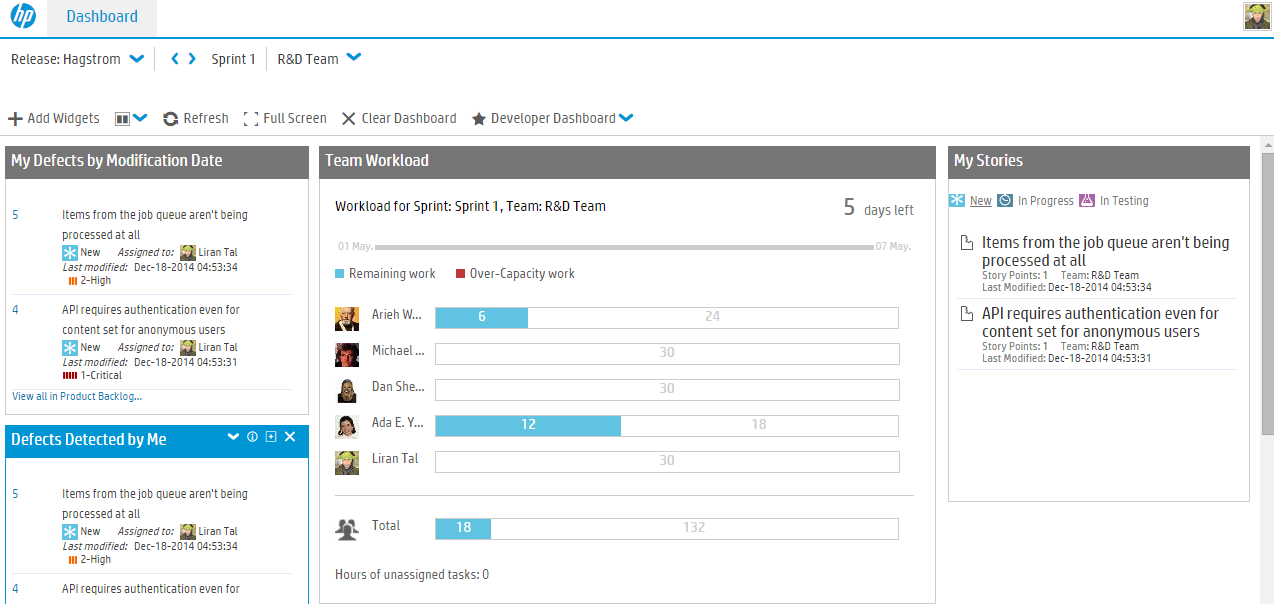 hp
Dashboard
Release: Hagstrom
Sprint 1
R&D Team
Add Widgets
Refresh
Full Screen
Clear Dashboard
Developer Dashboard
My Defects by Modification Date
5
Items from the job queue aren't being
processed at all
New Assigned to: Liran Tal
Last modified: Dec-18-2014 04:53:34
2-High
4
API requires authentication even for
content set for anonymous users
New Assigned to: Liran Tal
Last modified: Dec-18-2014 04:53:31
1-Critical
View all in Product Backlog...
Defects Detected by Me
5
Items from the job queue aren't being
processed at all
New Assigned to: Liran Tal
Last modified: Dec-18-2014 04:53:34
2-High
4
API requires authentication even for
Team Workload
Workload for Sprint: Sprint 1, Team: R&D Team
5 days left
01 May.
07 May.
Remaining work
Over-Capacity work
Arieh W... 6 24
Michael ... 30
Dan She... 30
Ada E. Y... 12 18
Liran Tal 30
Total 18 132
Hours of unassigned tasks: 0
My Stories
New In Progress In Testing
Items from the job queue aren't being
processed at all
Story Points: 1 Team: R&D Team
Last Modified: Dec-18-2014 04:53:34
API requires authentication even for
content set for anonymous users
Story Points: 1 Team: R&D Team
Last Modified: Dec-18-2014 04:53:31